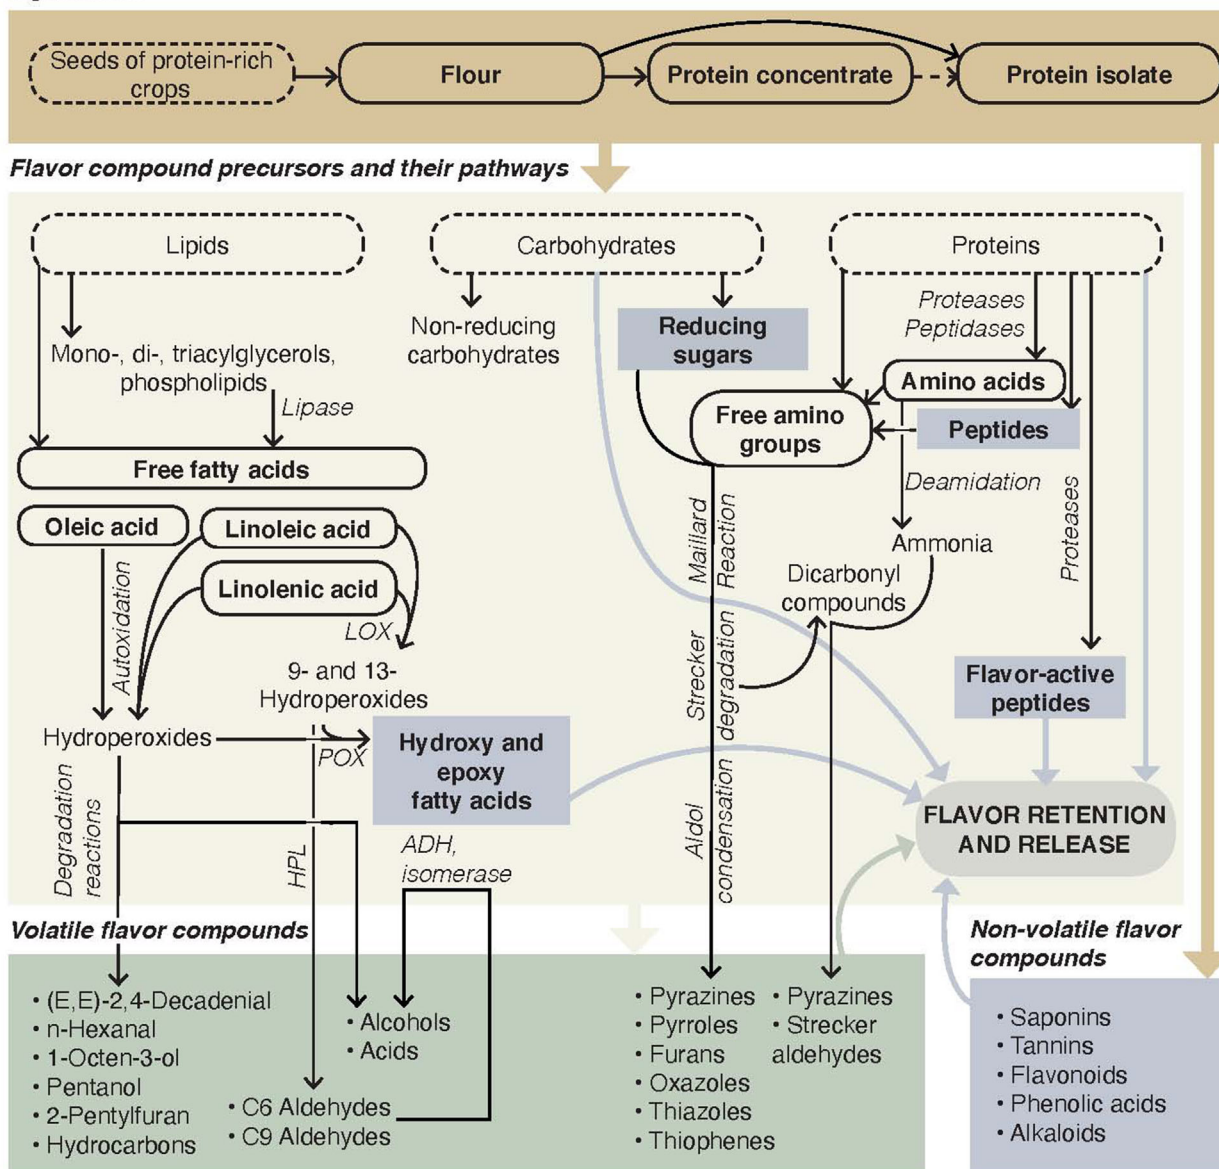 Seeds of protein-rich
crops
Flour
Protein concentrate
Protein isolate
Flavor compound precursors and their pathways
Lipids
Carbohydrates
Proteins
Mono-, di-, triacylglycerols,
phospholipids
Lipase
Non-reducing
carbohydrates
Reducing
sugars
Proteases
Peptidases
Amino acids
Free amino
groups
Peptides
Free fatty acids
Oleic acid
Linoleic acid
Linolenic acid
Autoxidation
LOX
9- and 13-
Hydroperoxides
Hydroperoxides
POX
Hydroxy and
epoxy
fatty acids
Maillard
Reaction
Strecker
degradation
Aldol
condensation
Deamidation
Ammonia
Dicarbonyl
compounds
Proteases
Flavor-active
peptides
FLAVOR RETENTION
AND RELEASE
Degradation
reactions
HPL
ADH,
isomerase
Volatile flavor compounds
• (E,E)-2,4-Decadenial
• n-Hexanal
• 1-Octen-3-ol
• Pentanol
• 2-Pentylfuran
• Hydrocarbons
• C6 Aldehydes
• C9 Aldehydes
• Alcohols
• Acids
• Pyrazines
• Pyrroles
• Furans
• Oxazoles
• Thiazoles
• Thiophenes
• Pyrazines
• Strecker
aldehydes
Non-volatile flavor
compounds
• Saponins
• Tannins
• Flavonoids
• Phenolic acids
• Alkaloids